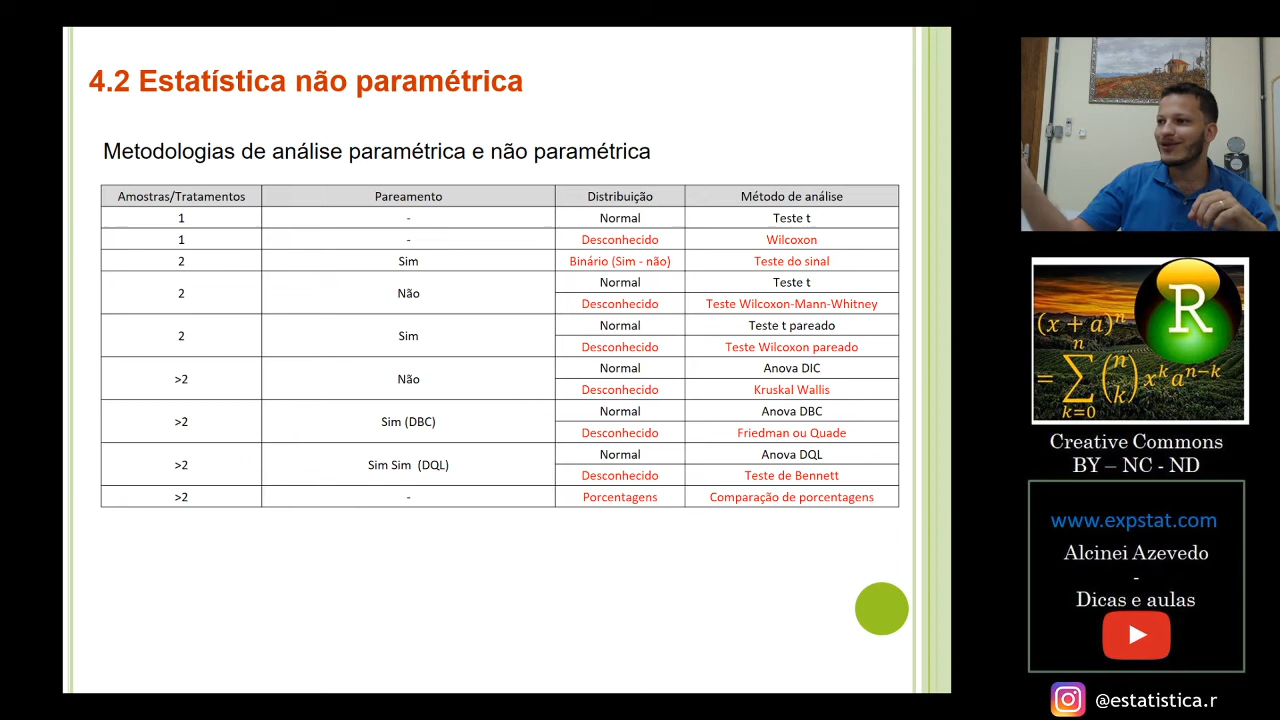 4.2 Estatística não paramétrica
Metodologias de análise paramétrica e não paramétrica
Amostras/Tratamentos Pareamento Distribuição Método de análise
1 - Normal Teste t
1 - Desconhecido Wilcoxon
2 Sim Binário (Sim - não) Teste do sinal
2 Não Normal Teste t
Desconhecido Teste Wilcoxon-Mann-Whitney
2 Sim Normal Teste t pareado
Desconhecido Teste Wilcoxon pareado
>2 Não Normal Anova DIC
Desconhecido Kruskal Wallis
>2 Sim (DBC) Normal Anova DBC
Desconhecido Friedman ou Quade
>2 Sim Sim (DQL) Normal Anova DQL
Desconhecido Teste de Bennett
>2 - Porcentagens Comparação de porcentagens
R
(x + a)^n
= ∑_{k=0}^{n} (n k) x^k a^{n-k}
Creative Commons
BY – NC - ND
www.expstat.com
Alcinei Azevedo
-
Dicas e aulas
@estatistica.r